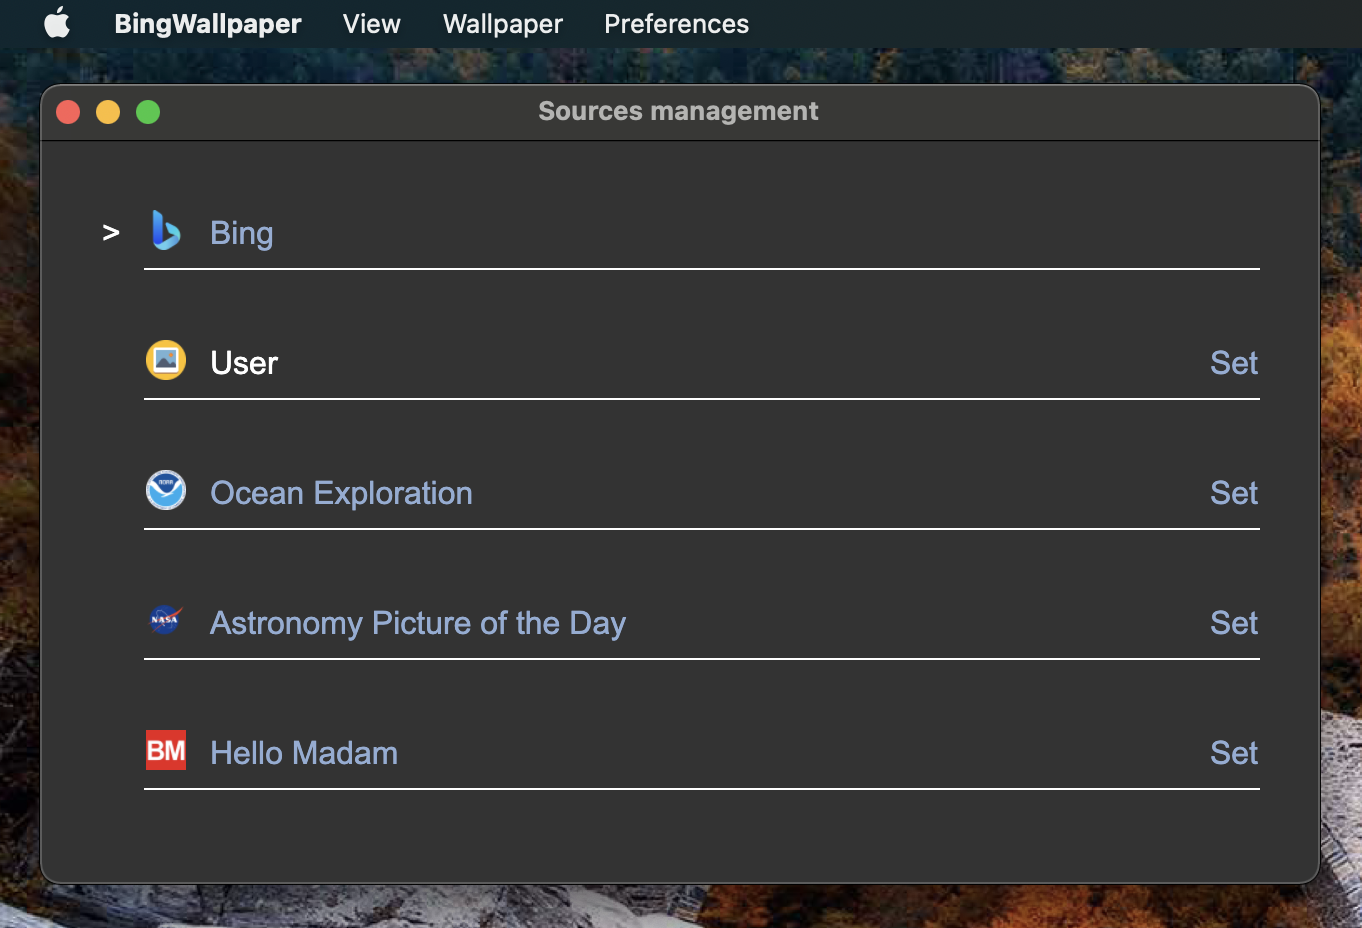 BingWallpaper View Wallpaper Preferences
Sources management
> Bing
User Set
NOAA
Ocean Exploration Set
NASA
Astronomy Picture of the Day Set
BM Hello Madam Set